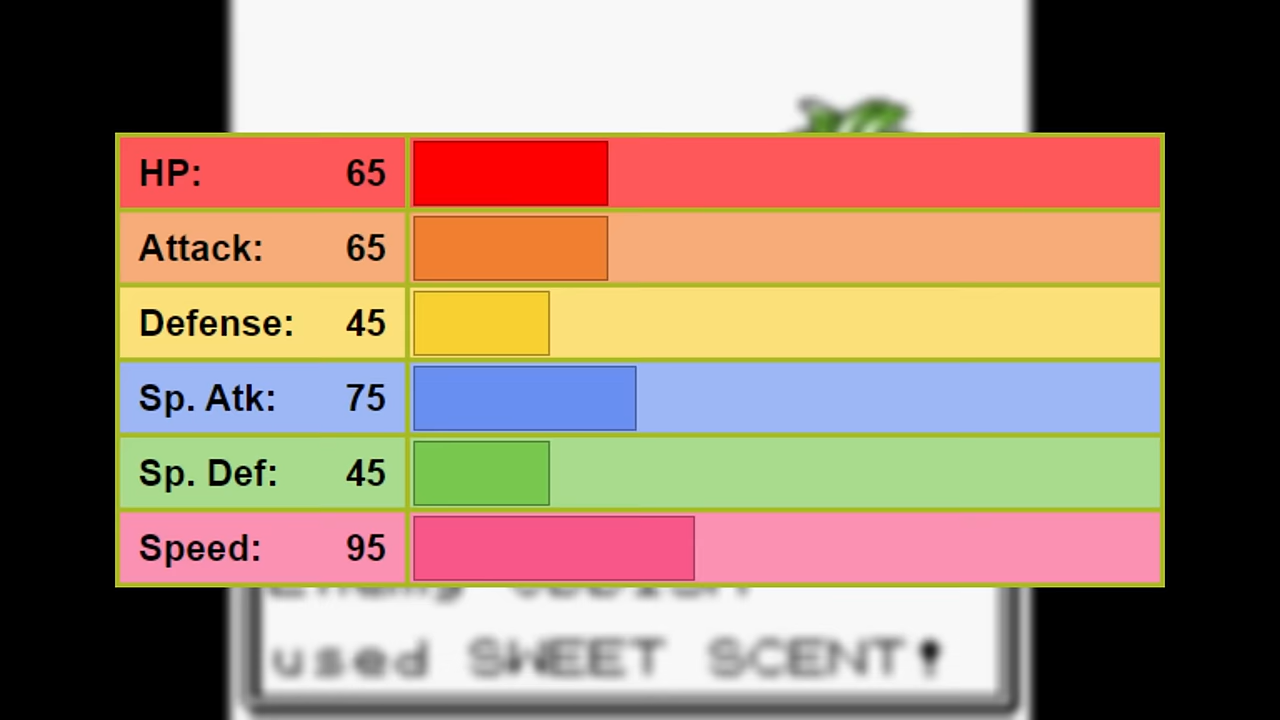 HP: 65
Attack: 65
Defense: 45
Sp. Atk: 75
Sp. Def: 45
Speed: 95
used SWEET SCENT!